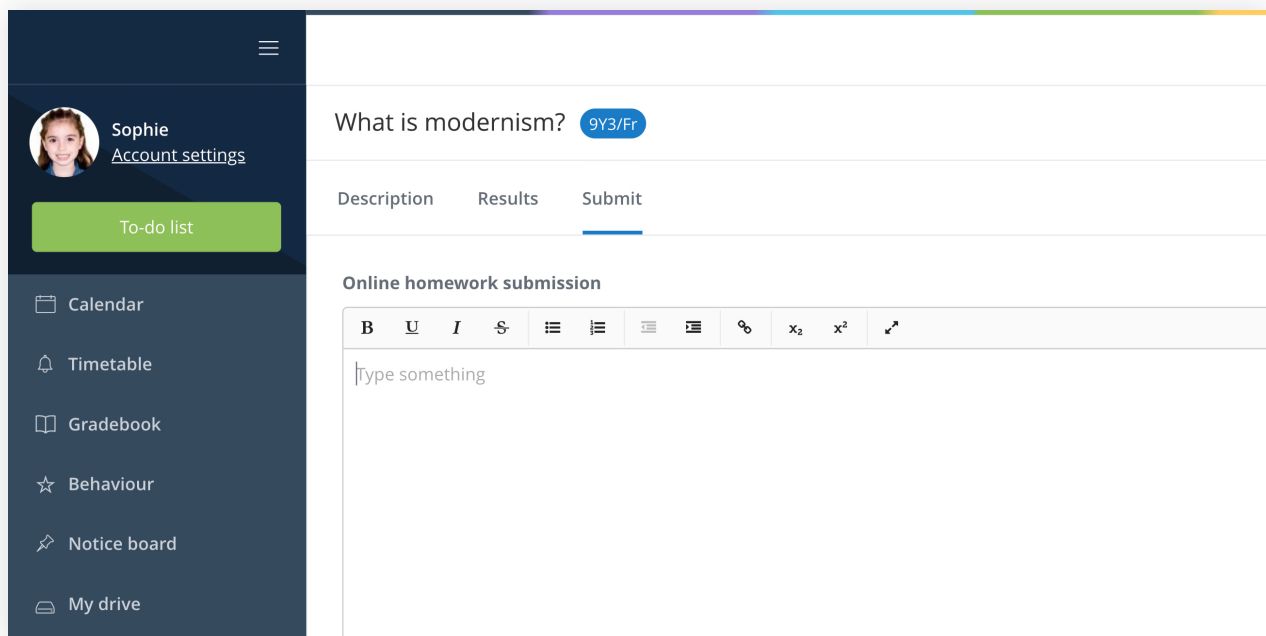 Sophie
Account settings
To-do list
Calendar
Timetable
Gradebook
Behaviour
Notice board
My drive
What is modernism? 9Y3/Fr
Description Results Submit
Online homework submission
B U I S x₂ x²
Type something